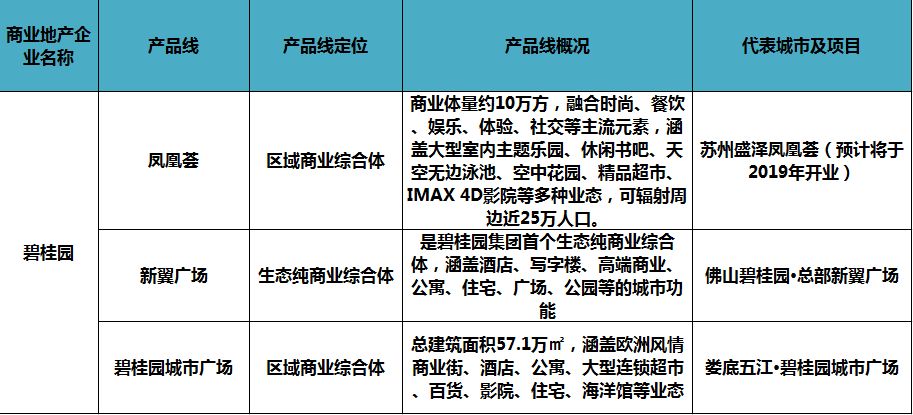 商业地产企
业名称
产品线
产品线定位
产品线概况
代表城市及项目
碧桂园
凤凰荟
区域商业综合体
商业体量约10万方，融合时尚、餐饮
、娱乐、体验、社交等主流元素，涵
盖大型室内主题乐园、休闲书吧、天
空无边泳池、空中花园、精品超市、
IMAX 4D影院等多种业态，可辐射周
边近25万人口。
苏州盛泽凤凰荟（预计将于
2019年开业）
新翼广场
生态纯商业综合体
是碧桂园集团首个生态纯商业综合
体，涵盖酒店、写字楼、高端商业、
公寓、住宅、广场、公园等的城市功
能
佛山碧桂园·总部新翼广场
碧桂园城市广场
区域商业综合体
总建筑面积57.1万㎡，涵盖欧洲风情
商业街、酒店、公寓、大型连锁超市
、百货、影院、住宅、海洋馆等业态
娄底五江·碧桂园城市广场